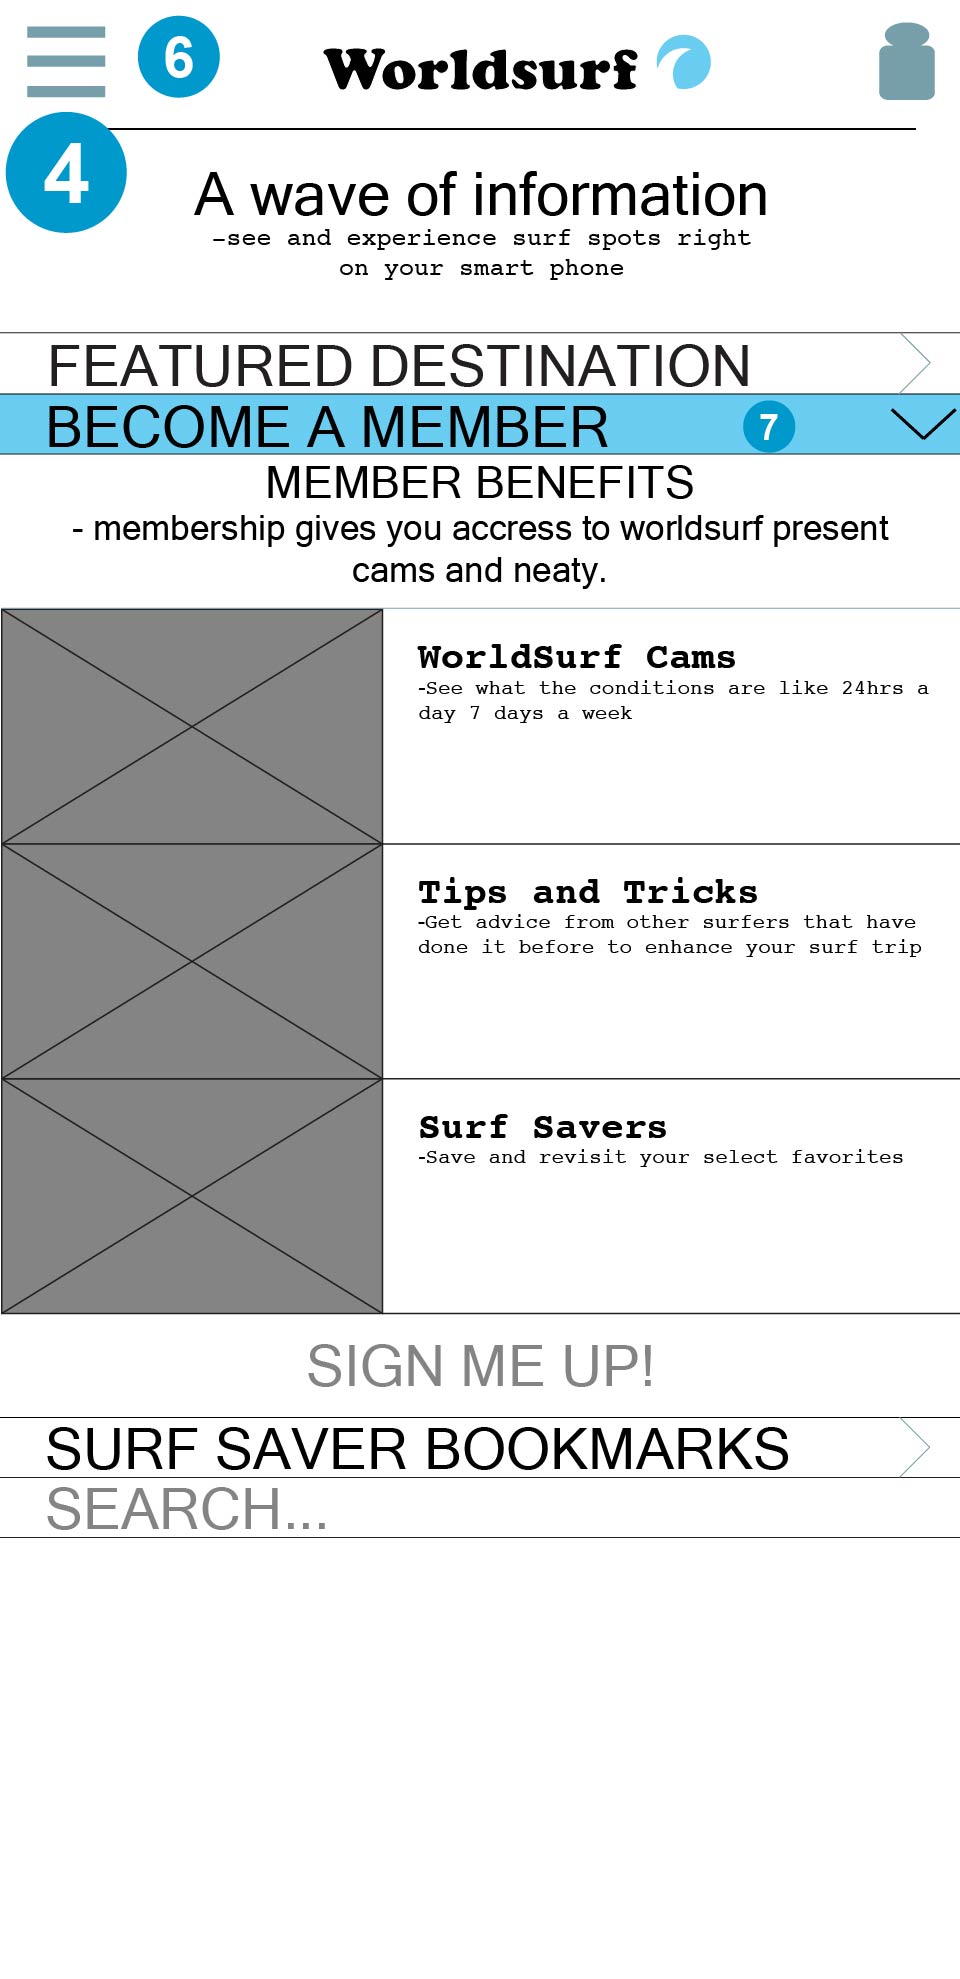 6
Worldsurf
4
A wave of information
-see and experience surf spots right
on your smart phone
FEATURED DESTINATION
BECOME A MEMBER
7
MEMBER BENEFITS
- membership gives you accress to worldsurf present
cams and neaty.
WorldSurf Cams
-See what the conditions are like 24hrs a
day 7 days a week
Tips and Tricks
-Get advice from other surfers that have
done it before to enhance your surf trip
Surf Savers
-Save and revisit your select favorites
SIGN ME UP!
SURF SAVER BOOKMARKS
SEARCH...